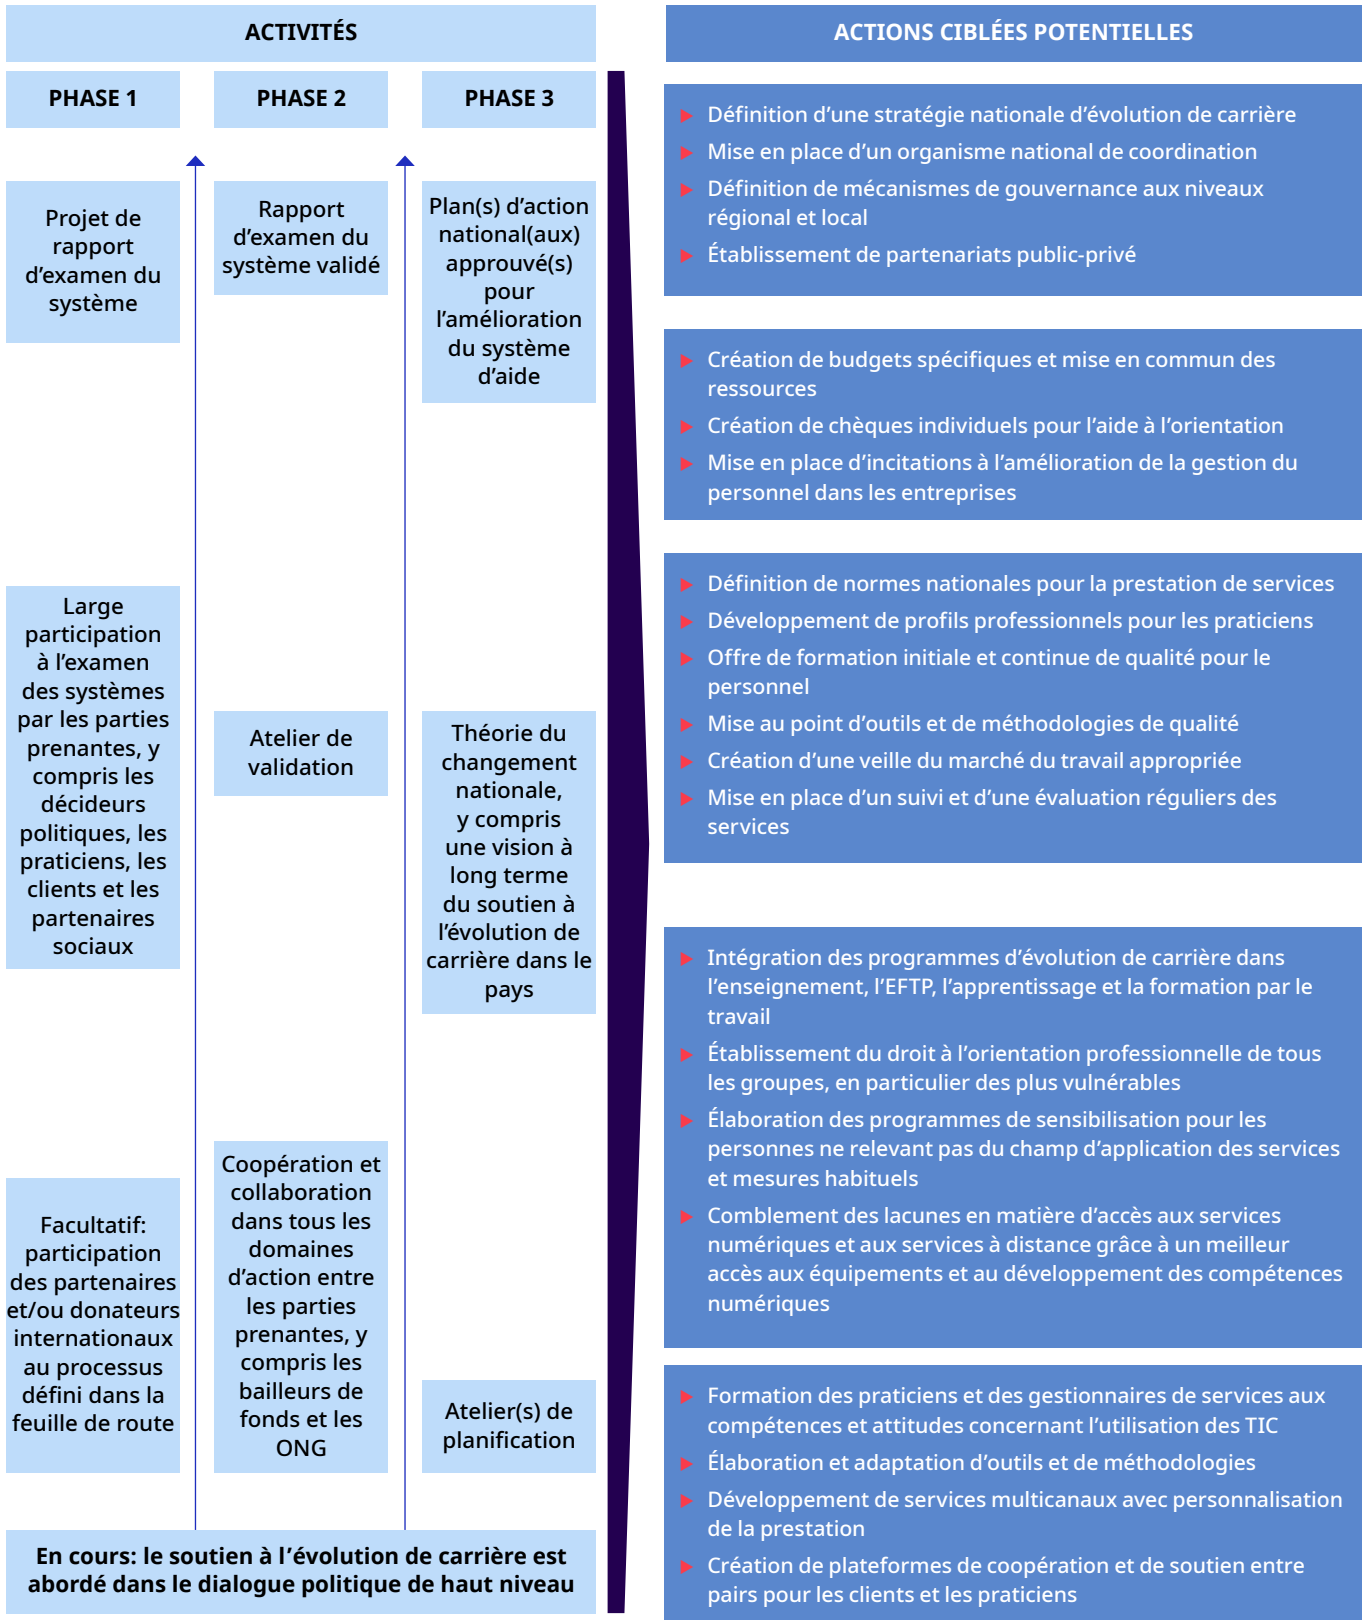 ACTIVITÉS
PHASE 1
PHASE 2
PHASE 3
Projet de
rapport
d’examen du
système
Large
participation
à l’examen
des systèmes
par les parties
prenantes, y
compris les
décideurs
politiques, les
praticiens, les
clients et les
partenaires
sociaux
Facultatif:
participation
des partenaires
et/ou donateurs
internationaux
au processus
défini dans la
feuille de route
Rapport
d’examen du
système validé
Atelier de
validation
Coopération et
collaboration
dans tous les
domaines
d’action entre
les parties
prenantes, y
compris les
bailleurs de
fonds et les
ONG
Plan(s) d’action
national(aux)
approuvé(s)
pour
l’amélioration
du système
d’aide
Théorie du
changement
nationale,
y compris
une vision à
long terme
du soutien à
l’évolution de
carrière dans le
pays
Atelier(s) de
planification
En cours: le soutien à l’évolution de carrière est
abordé dans le dialogue politique de haut niveau
ACTIONS CIBLÉES POTENTIELLES
Définition d’une stratégie nationale d’évolution de carrière
Mise en place d’un organisme national de coordination
Définition de mécanismes de gouvernance aux niveaux
régional et local
Établissement de partenariats public-privé
Création de budgets spécifiques et mise en commun des
ressources
Création de chèques individuels pour l’aide à l’orientation
Mise en place d’incitations à l’amélioration de la gestion du
personnel dans les entreprises
Définition de normes nationales pour la prestation de services
Développement de profils professionnels pour les praticiens
Offre de formation initiale et continue de qualité pour le
personnel
Mise au point d’outils et de méthodologies de qualité
Création d’une veille du marché du travail appropriée
Mise en place d’un suivi et d’une évaluation réguliers des
services
Intégration des programmes d’évolution de carrière dans
l’enseignement, l’EFTP, l’apprentissage et la formation par le
travail
Établissement du droit à l’orientation professionnelle de tous
les groupes, en particulier des plus vulnérables
Élaboration des programmes de sensibilisation pour les
personnes ne relevant pas du champ d’application des services
et mesures habituels
Comblement des lacunes en matière d’accès aux services
numériques et aux services à distance grâce à un meilleur
accès aux équipements et au développement des compétences
numériques
Formation des praticiens et des gestionnaires de services aux
compétences et attitudes concernant l’utilisation des TIC
Élaboration et adaptation d’outils et de méthodologies
Développement de services multicanaux avec personnalisation
de la prestation
Création de plateformes de coopération et de soutien entre
pairs pour les clients et les praticiens